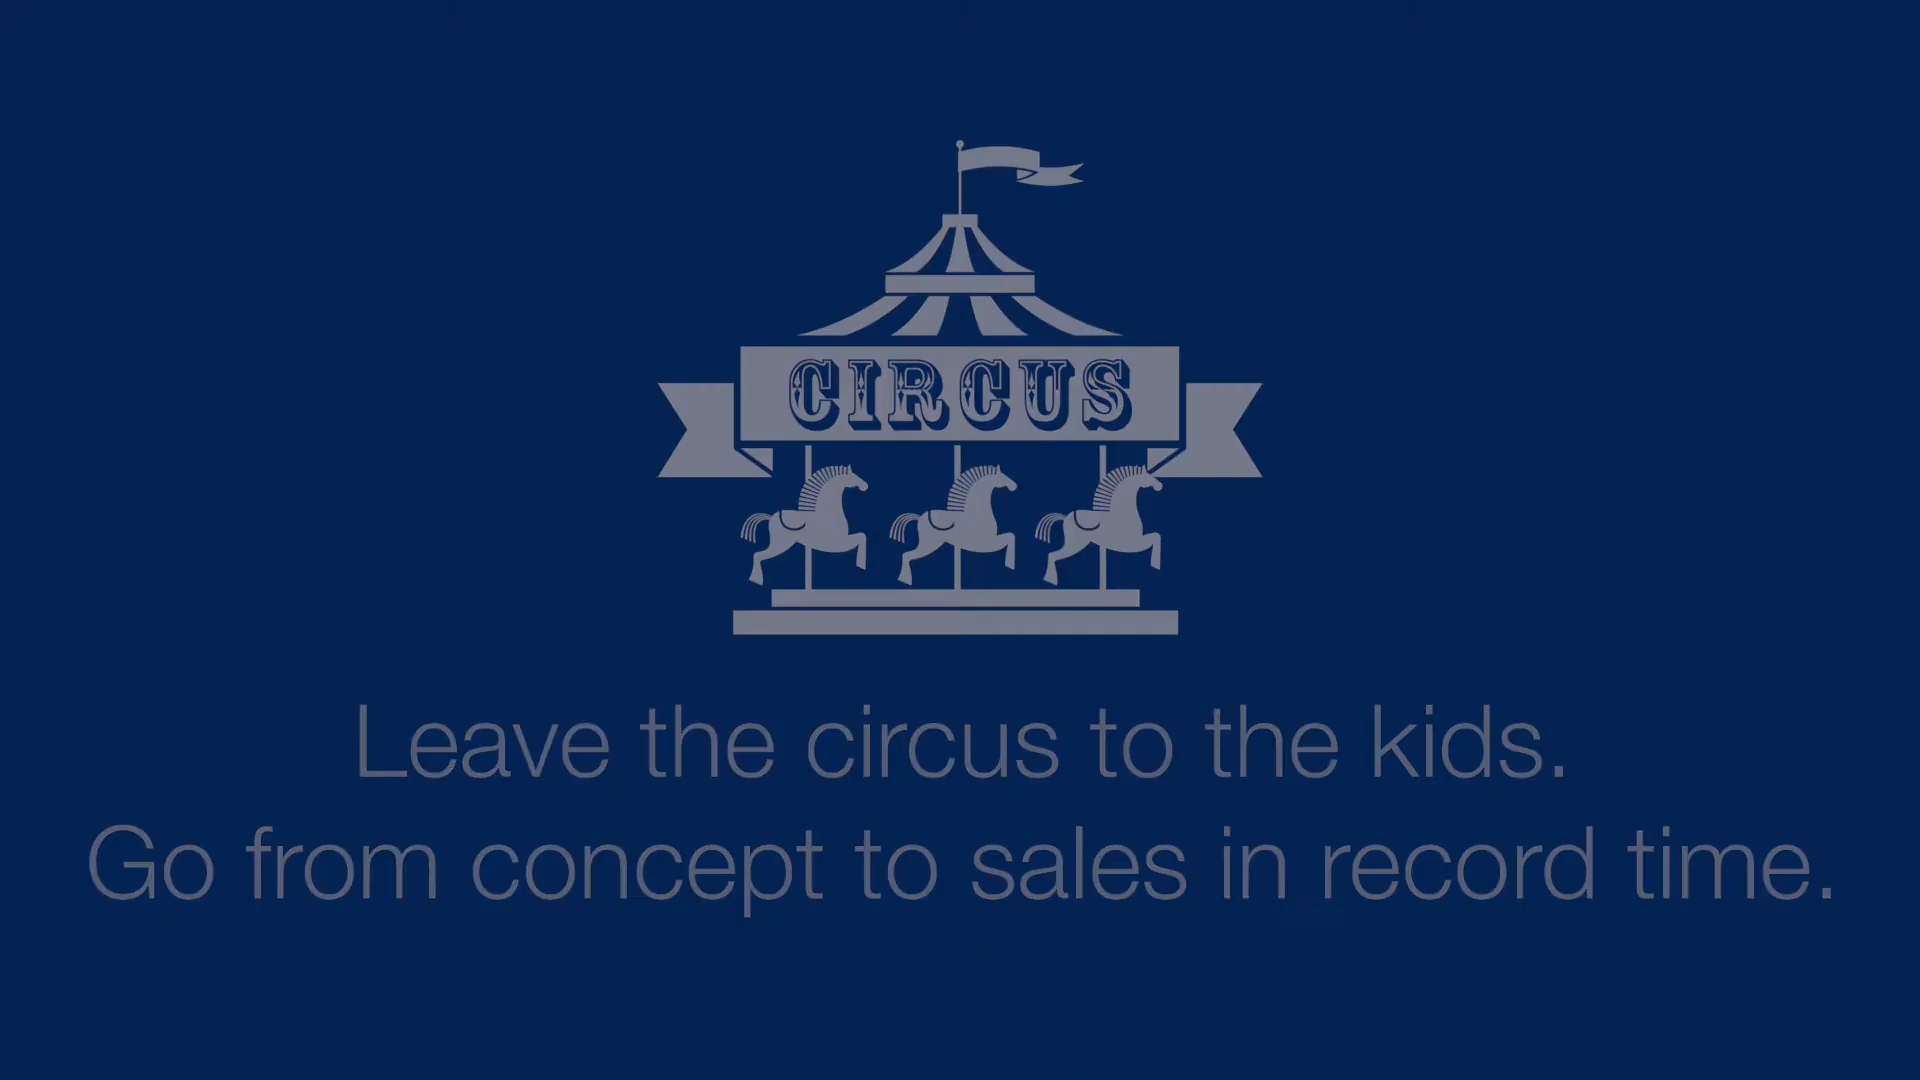 CIRCUS
Leave the circus to the kids.
Go from concept to sales in record time.